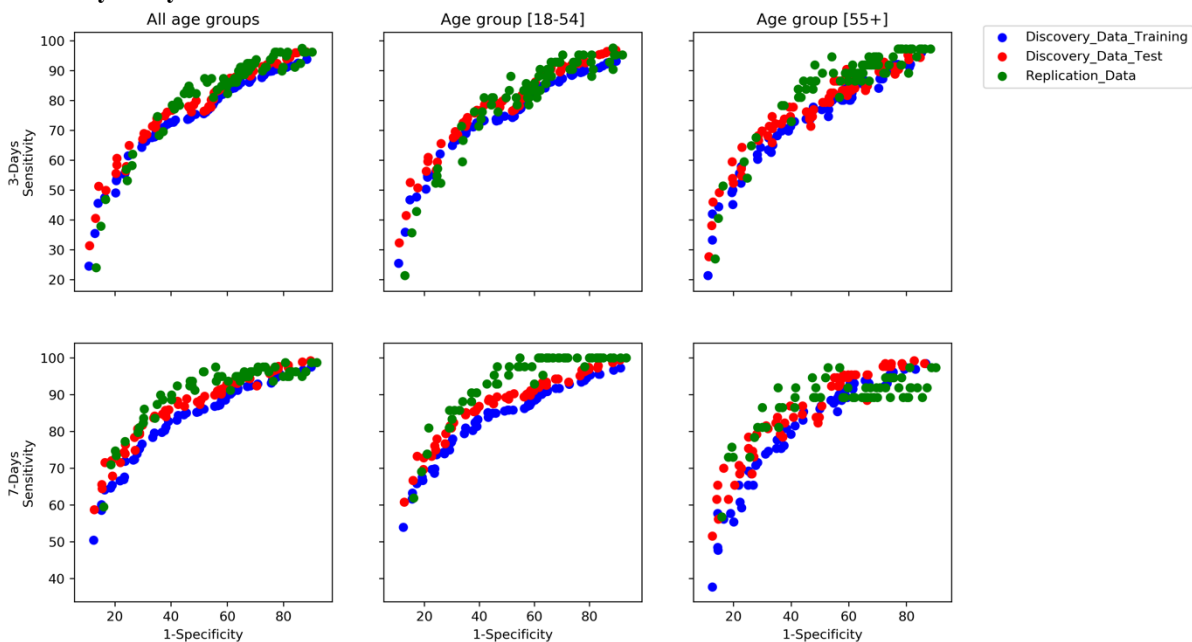 All age groups
Age group [18-54]
Age group [55+]
Discovery_Data_Training
Discovery_Data_Test
Replication_Data
3-Days
Sensitivity
100
90
80
70
60
50
40
30
20
7-Days
Sensitivity
100
90
80
70
60
50
40
20 40 60 80
1-Specificity
20 40 60 80
1-Specificity
20 40 60 80
1-Specificity